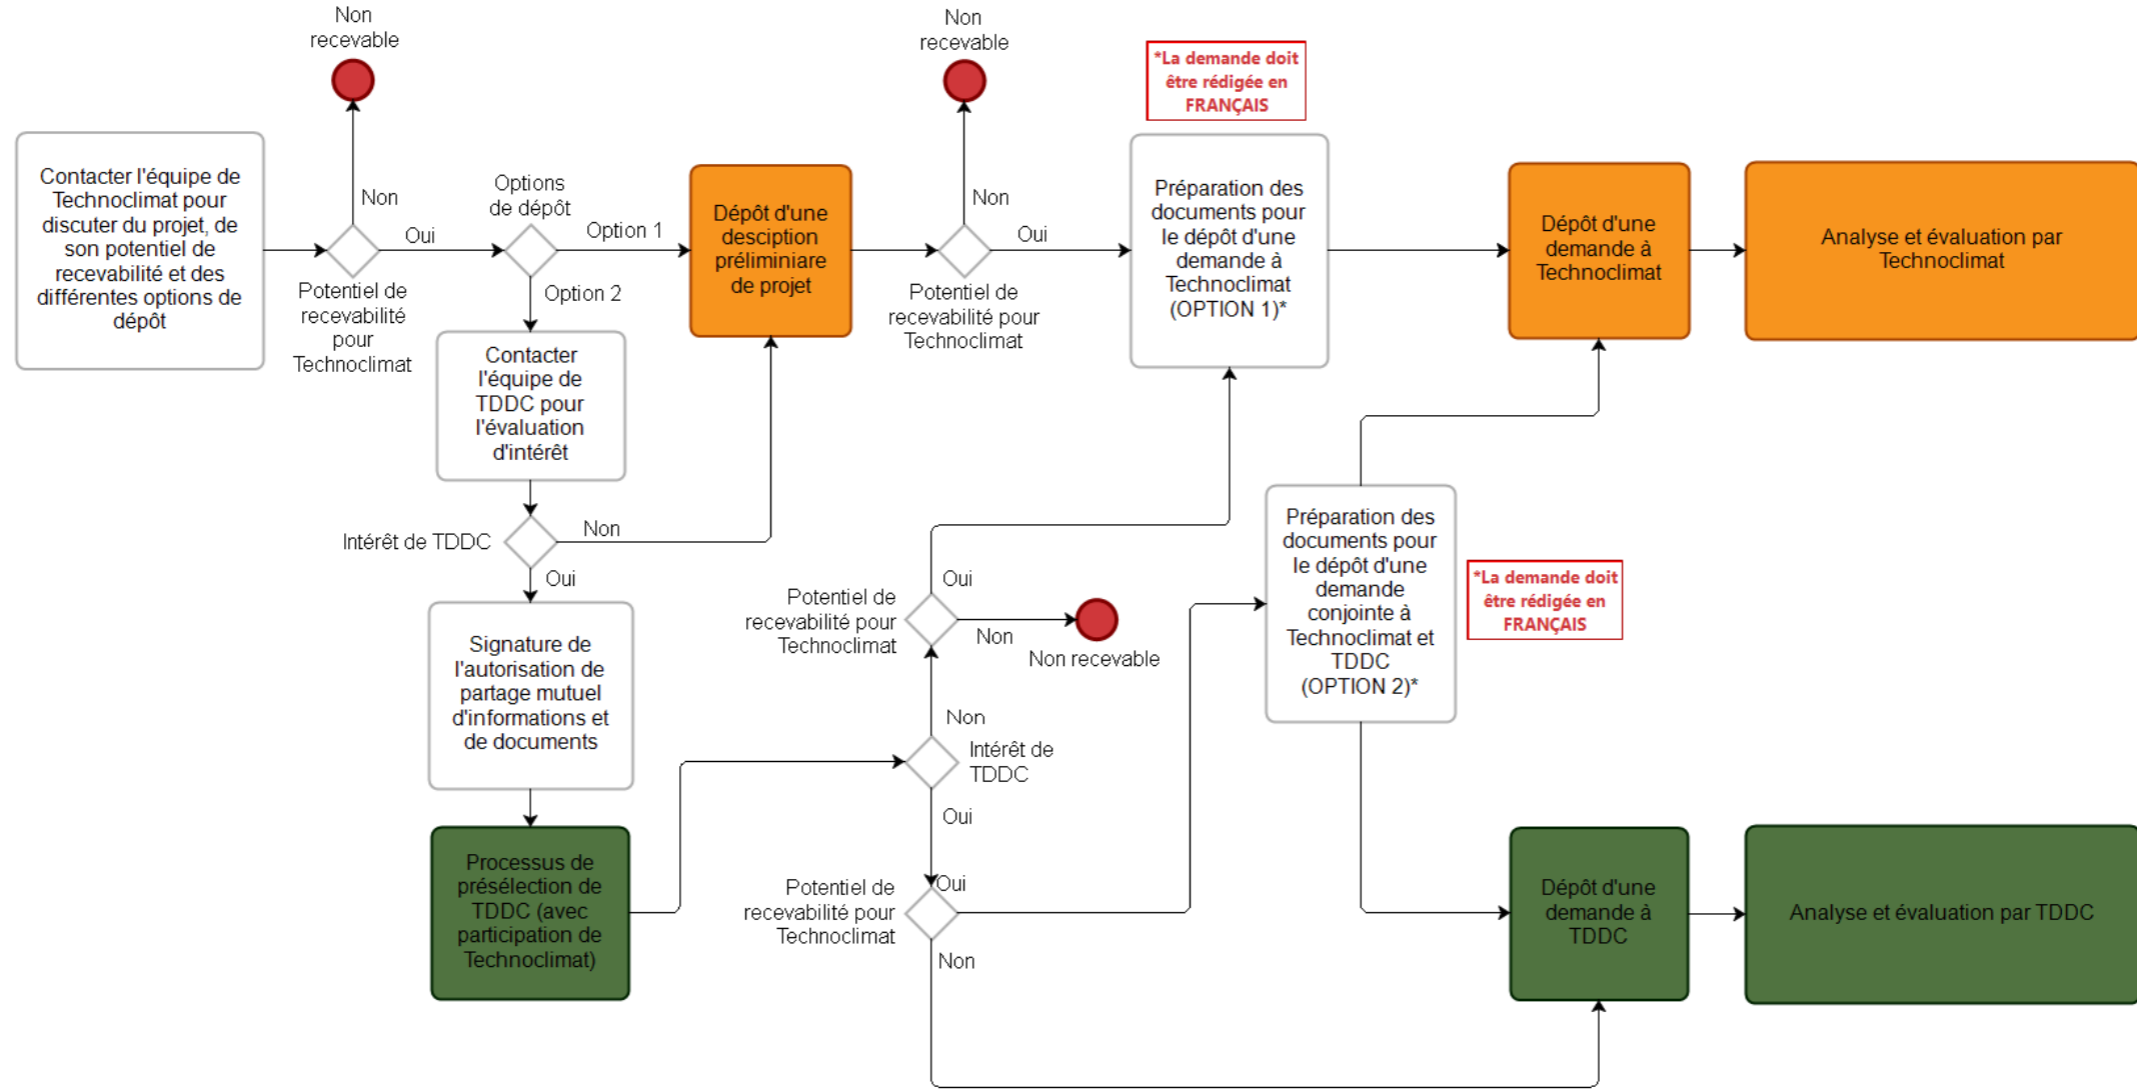 Non
recevable
Non
recevable
*La demande doit
être rédigée en
FRANÇAIS
Contacter l'équipe de
Technoclimat pour
discuter du projet, de
son potentiel de
recevabilité et des
différentes options de
dépôt
Non
Oui
Potentiel de
recevabilité
pour
Technoclimat
Options
de dépôt
Option 1
Option 2
Dépôt d'une
desciption
préliminiare
de projet
Non
Oui
Potentiel de
recevabilité pour
Technoclimat
Préparation des
documents pour
le dépôt d'une
demande à
Technoclimat
(OPTION 1)*
Dépôt d'une
demande à
Technoclimat
Analyse et évaluation par
Technoclimat
Contacter
l'équipe de
TDDC pour
l'évaluation
d'intérêt
Intérêt de TDDC
Non
Oui
Signature de
l'autorisation de
partage mutuel
d'informations et
de documents
Processus de
présélection de
TDDC (avec
participation de
Technoclimat)
Oui
Potentiel de
recevabilité pour
Technoclimat
Non
Non recevable
Non
Intérêt de
TDDC
Oui
Oui
Potentiel de
recevabilité pour
Technoclimat
Non
Préparation des
documents pour
le dépôt d'une
demande
conjointe à
Technoclimat et
TDDC
(OPTION 2)*
*La demande doit
être rédigée en
FRANÇAIS
Dépôt d'une
demande à
TDDC
Analyse et évaluation par TDDC